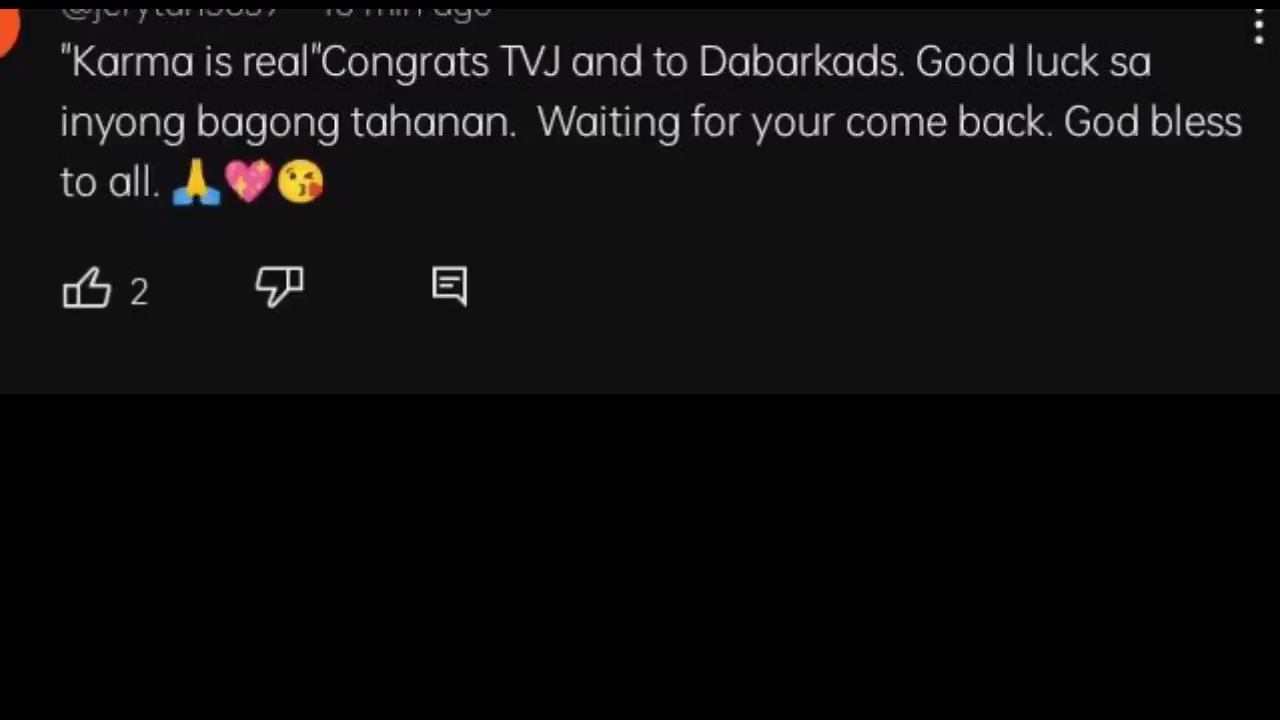 "Karma is real"Congrats TVJ and to Dabarkads. Good luck sa
inyong bagong tahanan. Waiting for your come back. God bless
to all. 🙏💖😘
2